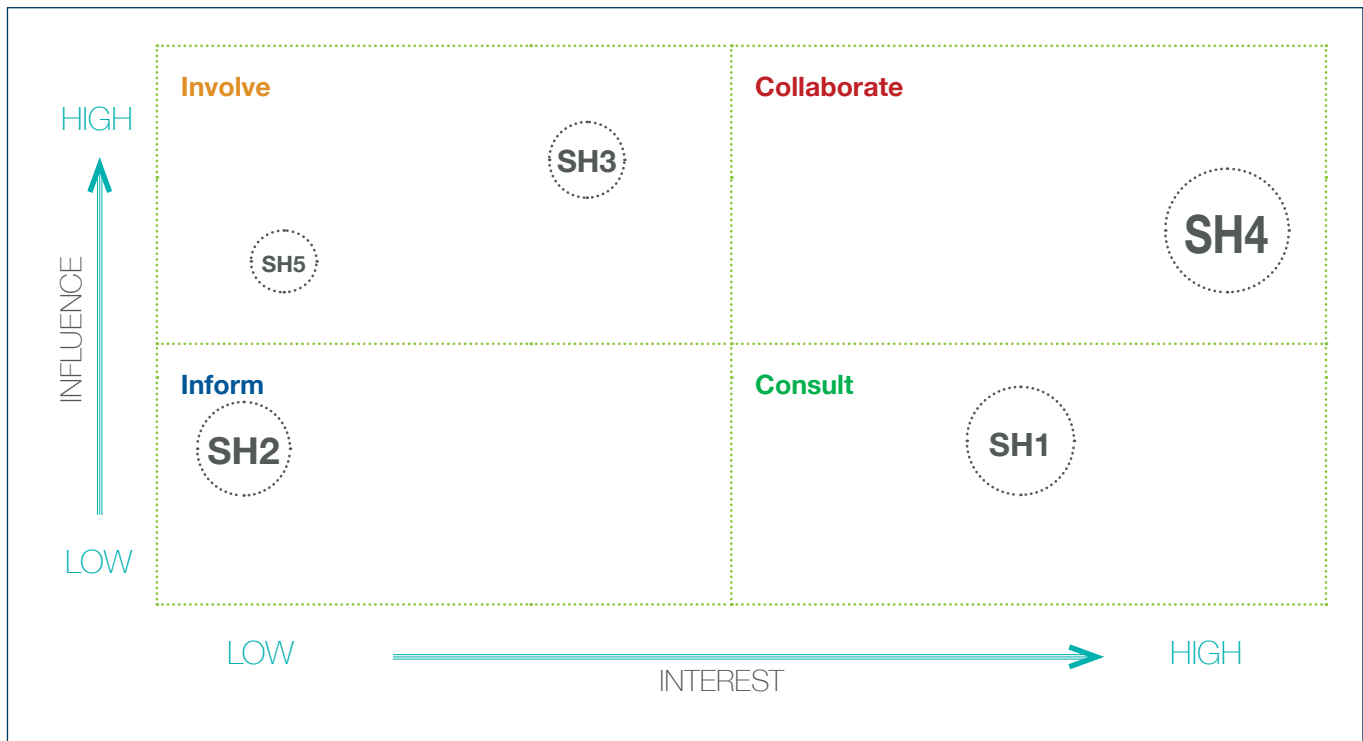 Involve
Collaborate
HIGH
SH3
SH4
SH5
INFLUENCE
Inform
Consult
SH2
SH1
LOW
LOW
HIGH
INTEREST